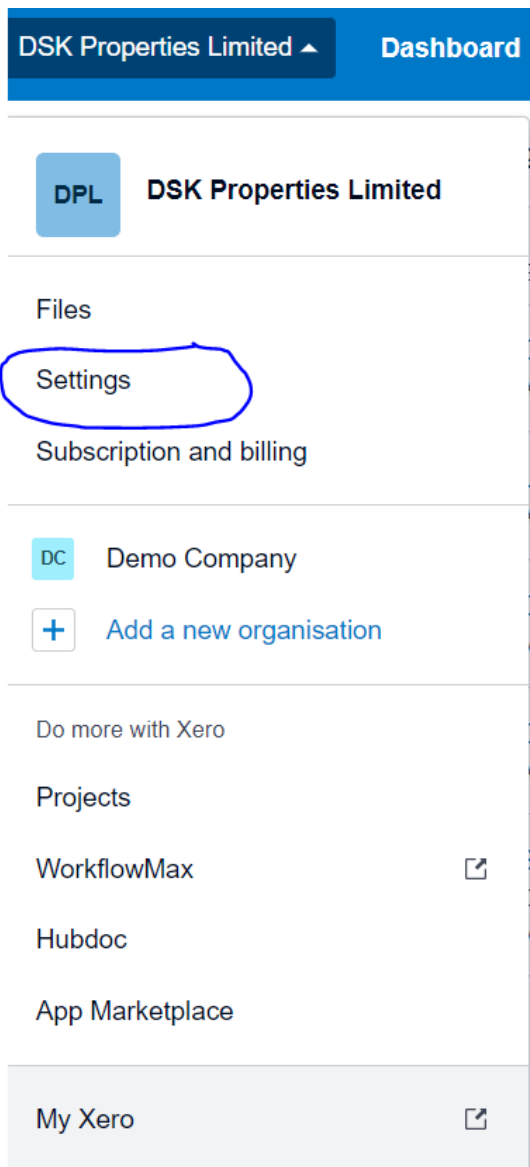 DSK Properties Limited Dashboard
DPL DSK Properties Limited
Files
Settings
Subscription and billing
DC Demo Company
+ Add a new organisation
Do more with Xero
Projects
WorkflowMax
Hubdoc
App Marketplace
My Xero